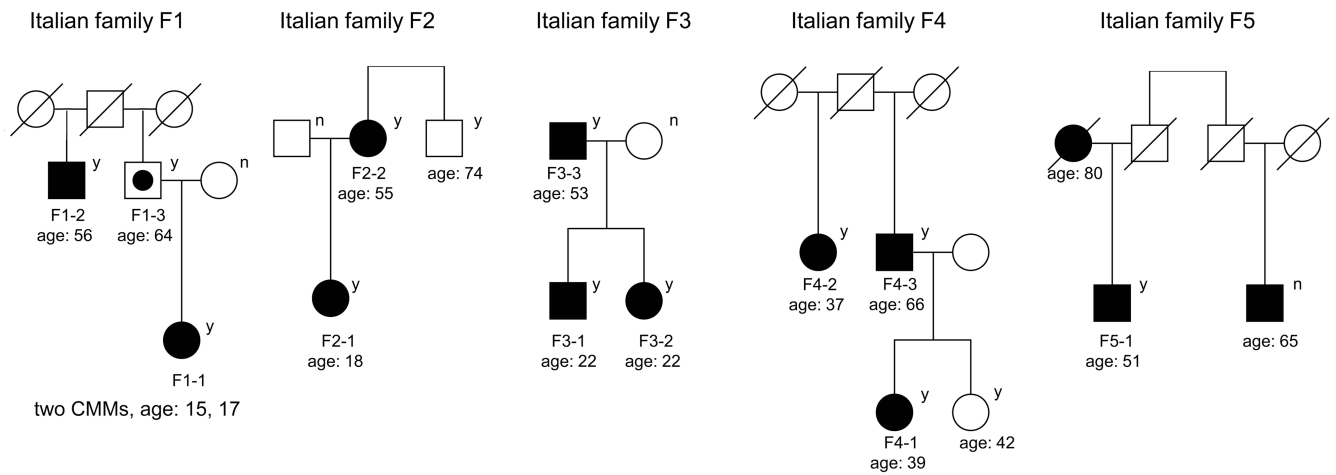 Italian family F1
Italian family F2
Italian family F3
Italian family F4
Italian family F5
y
F1-2
age: 56
y
F1-3
age: 64
n
y
F1-1
two CMMs, age: 15, 17
n
y
F2-2
age: 55
y
age: 74
y
F2-1
age: 18
y
F3-3
age: 53
n
y
F3-1
age: 22
y
F3-2
age: 22
y
F4-2
age: 37
y
F4-3
age: 66
y
F4-1
age: 39
y
age: 42
age: 80
y
F5-1
age: 51
n
age: 65